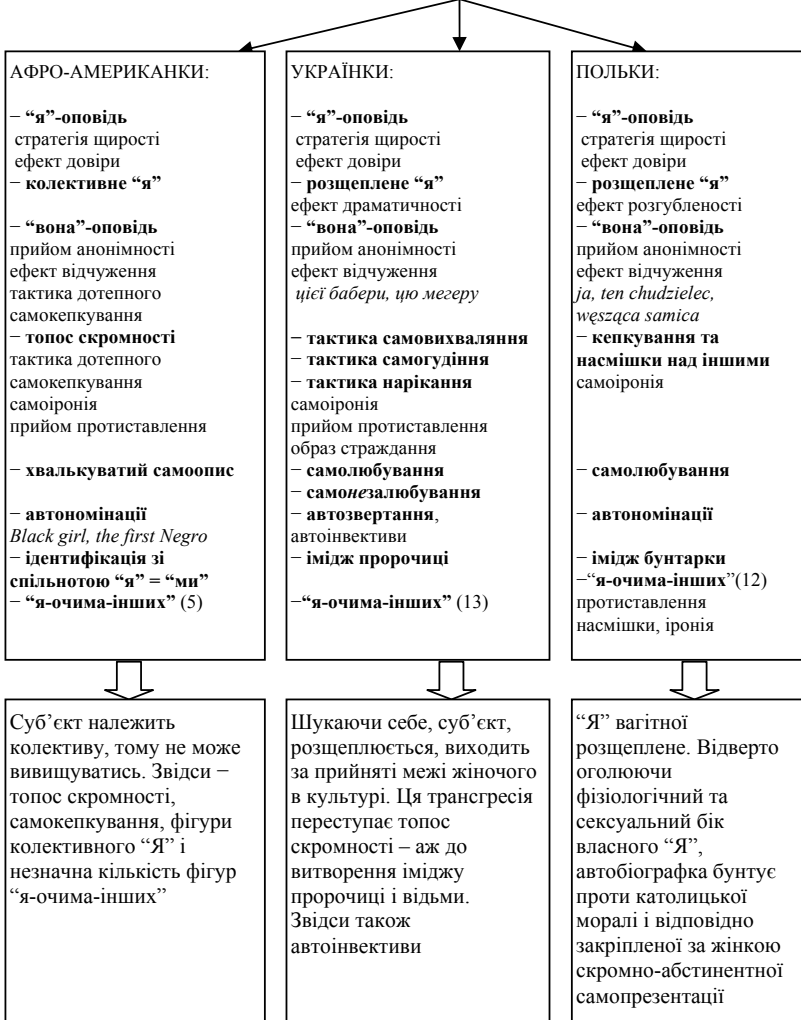 АФРО-АМЕРИКАНКИ:
− “я”-оповідь
стратегія щирості
ефект довіри
− колективне “я”
− “вона”-оповідь
прийом анонімності
ефект відчуження
тактика дотепного
самокепкування
− топос скромності
тактика дотепного
самокепкування
самоіронія
прийом протиставлення
− хвалькуватий самоопис
− автономінації
Black girl, the first Negro
− ідентифікація зі
спільнотою “я” = “ми”
− “я-очима-інших” (5)
УКРАЇНКИ:
− “я”-оповідь
стратегія щирості
ефект довіри
− розщеплене “я”
ефект драматичності
− “вона”-оповідь
прийом анонімності
ефект відчуження
цієї бабери, цю мегеру
− тактика самовихваляння
− тактика самогудіння
− тактика нарікання
самоіронія
прийом протиставлення
образ страждання
− самолюбування
− самонезалюбування
− автозвертання,
автоінвективи
− імідж пророчиці
−“я-очима-інших” (13)
ПОЛЬКИ:
− “я”-оповідь
стратегія щирості
ефект довіри
− розщеплене “я”
ефект розгубленості
− “вона”-оповідь
прийом анонімності
ефект відчуження
ja, ten chudzielec,
węsząca samica
− кепкування та
насмішки над іншими
самоіронія
− самолюбування
− автономінації
− імідж бунтарки
−“я-очима-інших”(12)
протиставлення
насмішки, іронія
Суб’єкт належить
колективу, тому не може
вивищуватись. Звідси −
топос скромності,
самокепкування, фігури
колективного “Я” і
незначна кількість фігур
“я-очима-інших”
Шукаючи себе, суб’єкт,
розщеплюється, виходить
за прийняті межі жіночого
в культурі. Ця трансгресія
переступає топос
скромності – аж до
витворення іміджу
пророчиці і відьми.
Звідси також
автоінвективи
“Я” вагітної
розщеплене. Відверто
оголюючи
фізіологічний та
сексуальний бік
власного “Я”,
автобіографка бунтує
проти католицької
моралі і відповідно
закріпленої за жінкою
скромно-абстинентної
самопрезентації